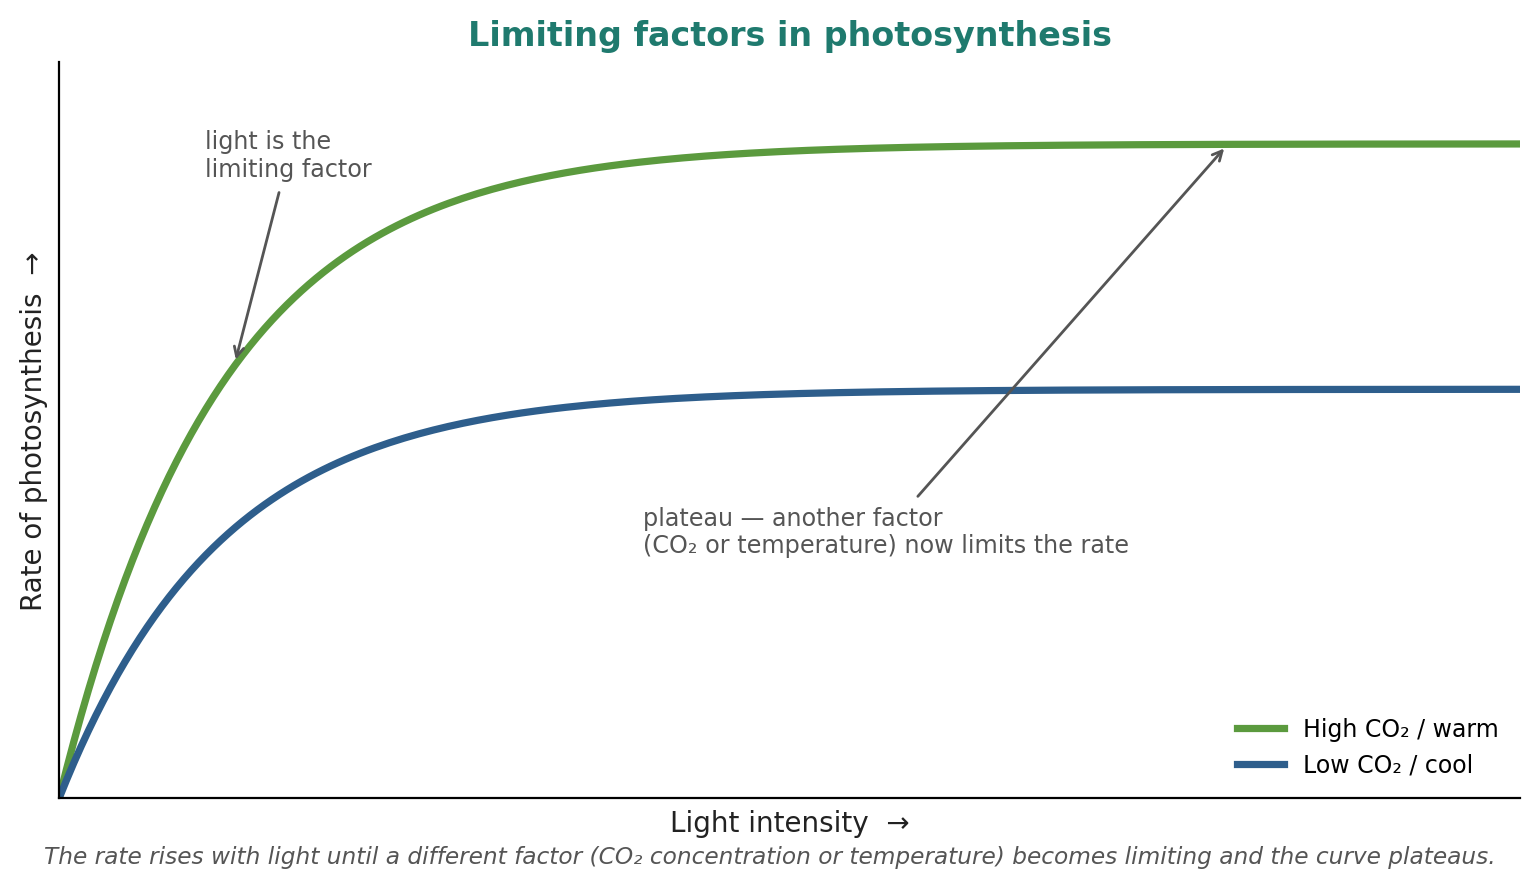 Limiting factors in photosynthesis
light is the
limiting factor
Rate of photosynthesis →
plateau — another factor
(CO₂ or temperature) now limits the rate
High CO₂ / warm
Low CO₂ / cool
Light intensity →
The rate rises with light until a different factor (CO₂ concentration or temperature) becomes limiting and the curve plateaus.